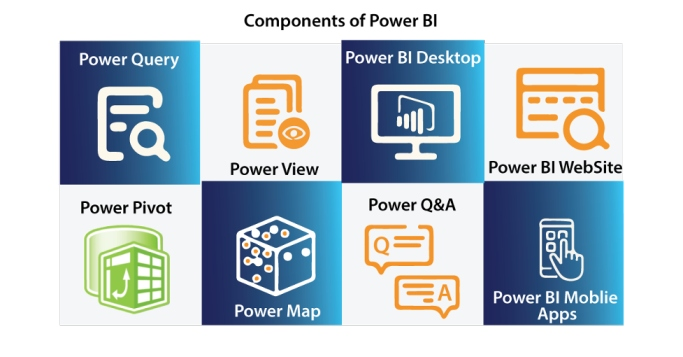 Components of Power BI
Power Query
Power View
Power BI Desktop
Power BI WebSite
Power Pivot
Power Map
Power Q&A
Q
A
Power BI Moblie
Apps